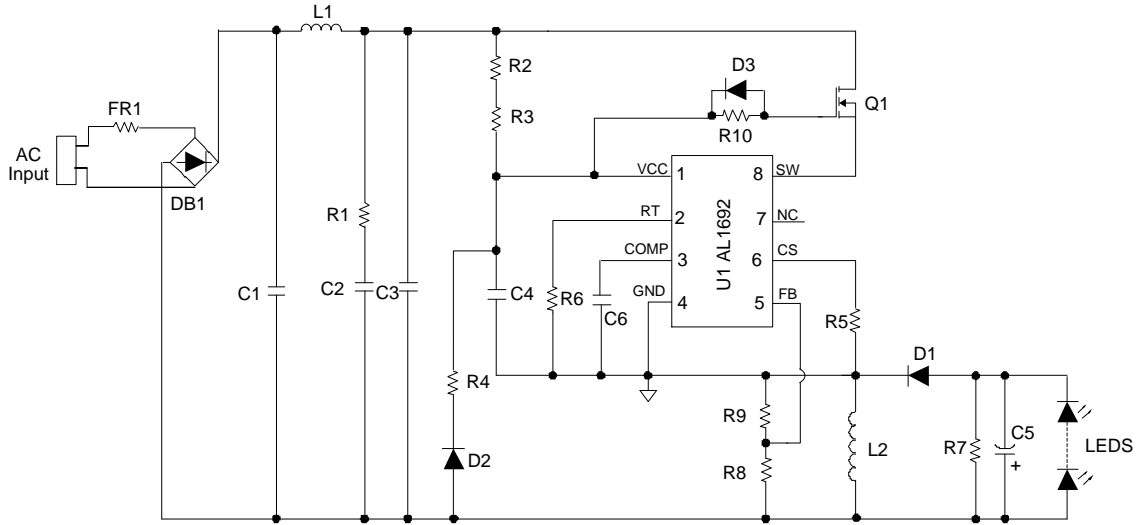 L1
FR1
AC
Input
DB1
R2
R3
D3
R10
Q1
VCC
1
8
SW
RT
2
7
NC
COMP
3
6
CS
GND
4
5
FB
U1 AL1692
R1
C1
C2
C3
C4
R6
C6
R5
D1
R4
D2
R9
R8
L2
R7
C5
+
LEDS